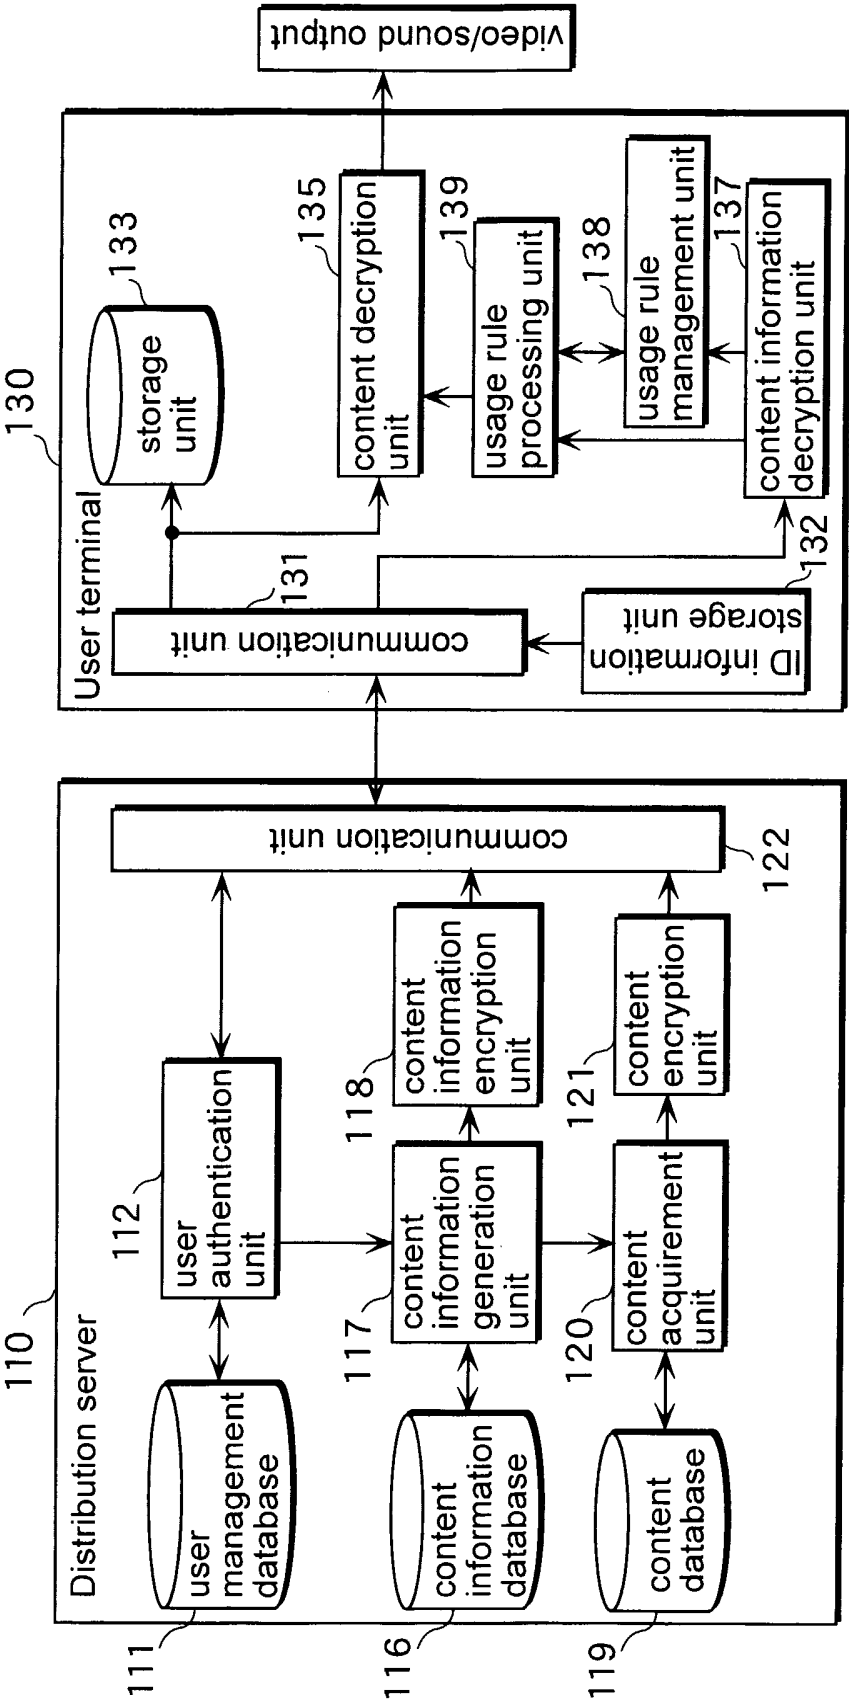 110
Distribution server
111
user
management
database
112
user
authentication
unit
116
content
information
database
117
content
information
generation
unit
118
content
information
encryption
unit
119
content
database
120
content
acquirement
unit
121
content
encryption
unit
communication unit
122
130
User terminal
communication unit
131
ID information
storage unit
132
storage
unit
133
content decryption
unit
135
usage rule
processing unit
139
usage rule
management unit
138
content information
decryption unit
137
video/sound output